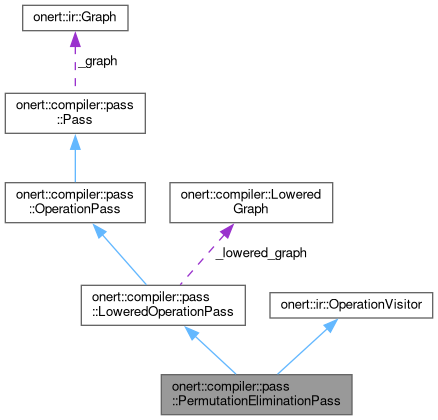 onert::ir::Graph
_graph
onert::compiler::pass
::Pass
onert::compiler::pass
::OperationPass
onert::compiler::Lowered
Graph
_lowered_graph
onert::compiler::pass
::LoweredOperationPass
onert::ir::OperationVisitor
onert::compiler::pass
::PermutationEliminationPass